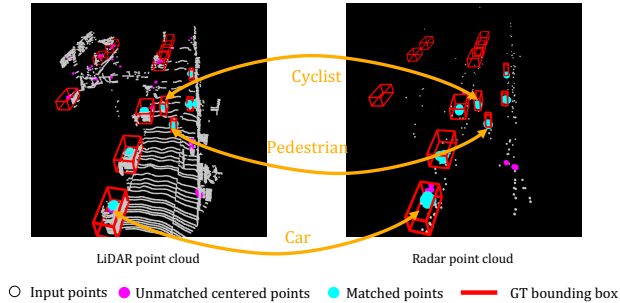 Cyclist
Pedestrian
Car
LiDAR point cloud
Radar point cloud
Input points
Unmatched centered points
Matched points
GT bounding box